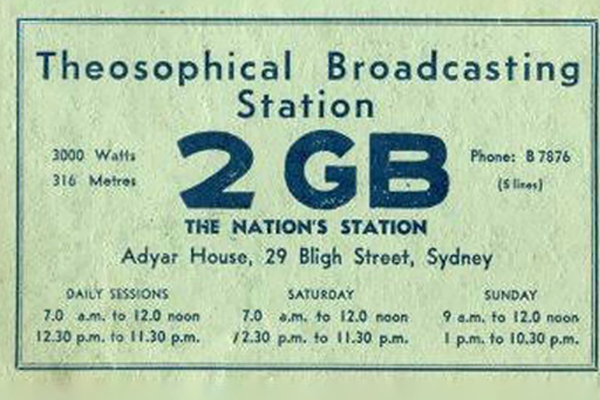 Theosophical Broadcasting
Station
3000 Watts
316 Metres
2GB
Phone: B 7876
(5 lines)
THE NATION'S STATION
Adyar House, 29 Bligh Street, Sydney
DAILY SESSIONS
7.0 a.m. to 12.0 noon
12.30 p.m. to 11.30 p.m.
SATURDAY
7.0 a.m. to 12.0 noon
12.30 p.m. to 11.30 p.m.
SUNDAY
9 a.m. to 12.0 noon
1 p.m. to 10.30 p.m.